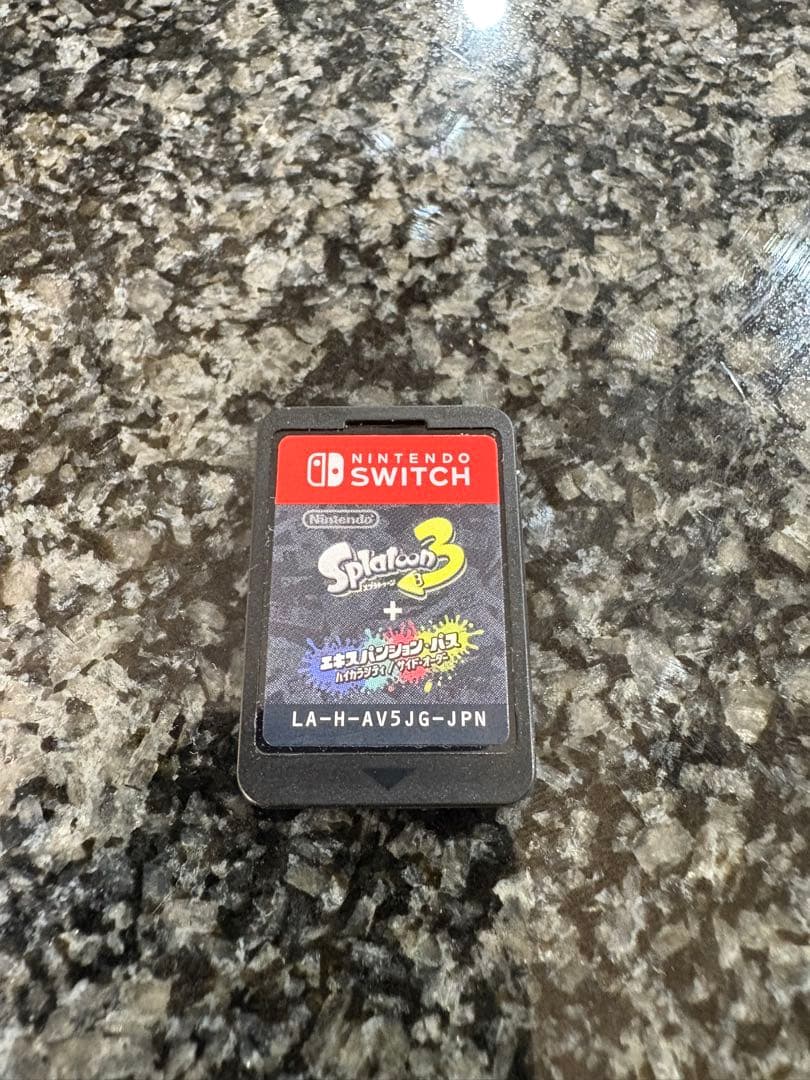 NINTENDO
SWITCH
Nintendo
Splatoon3
スプラトゥーン
+
エキスパンション・パス
ハイカラシティ/サイド・オーダー
LA-H-AV5JG-JPN